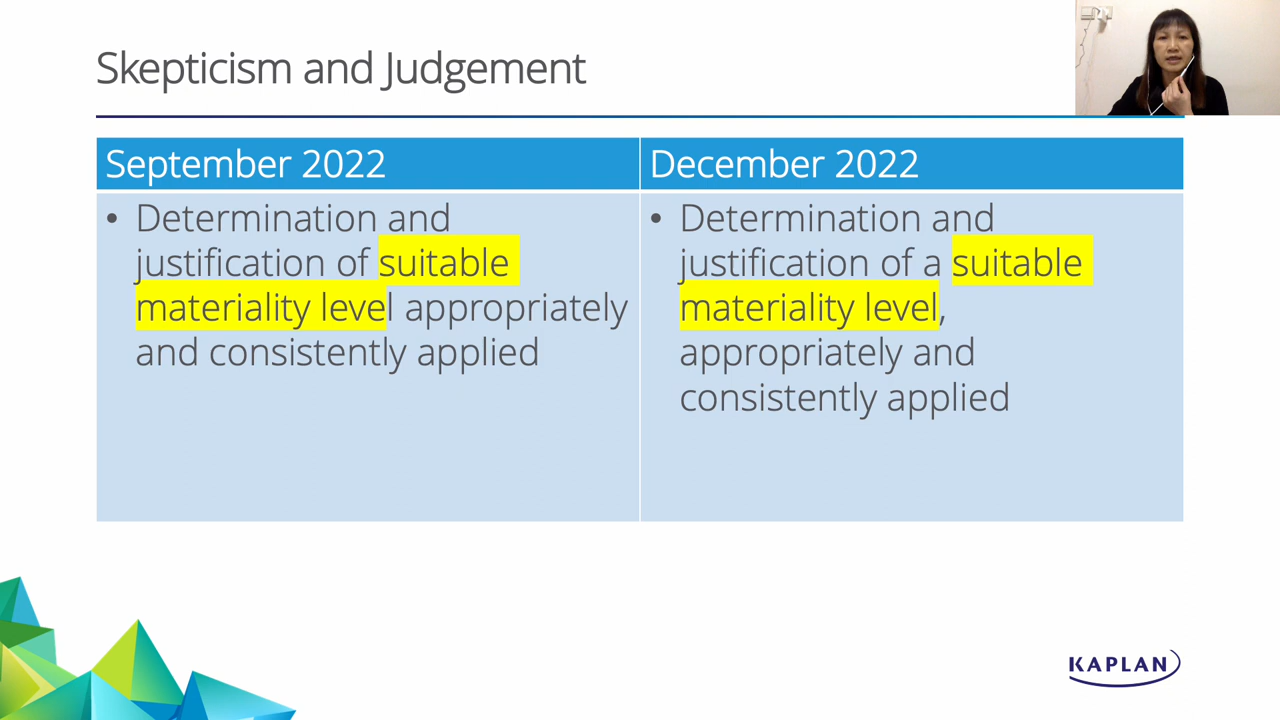 Skepticism and Judgement
September 2022
• Determination and
justification of suitable
materiality level appropriately
and consistently applied
December 2022
• Determination and
justification of a suitable
materiality level,
appropriately and
consistently applied
KAPLAN